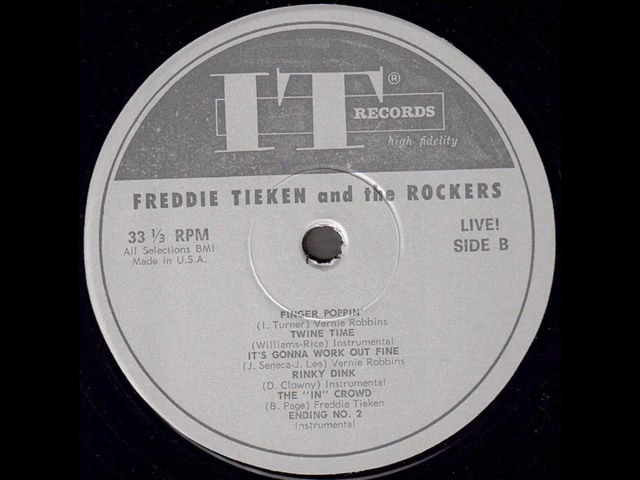 IT®
RECORDS
high fidelity
FREDDIE TIEKEN and the ROCKERS
33 1/3 RPM
All Selections BMI
Made in U.S.A.
LIVE!
SIDE B
FINGER POPPIN'
(I. Turner) Vernie Robbins
TWINE TIME
(Williams-Rice) Instrumental
IT'S GONNA WORK OUT FINE
(J. Seneca-J. Lee) Vernie Robbins
RINKY DINK
(D. Clowny) Instrumental
THE "IN" CROWD
(B. Page) Freddie Tieken
ENDING NO. 2
Instrumental